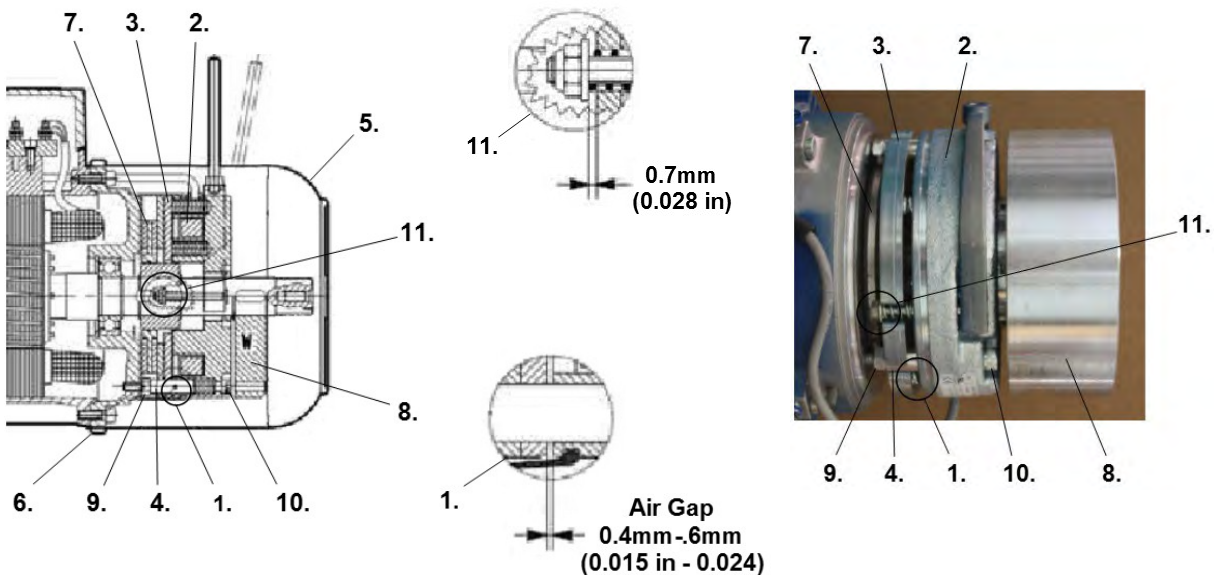 7. 3. 2.
5.
11.
8.
6. 9. 4. 1. 10.
11.
0.7mm
(0.028 in)
1.
Air Gap
0.4mm-.6mm
(0.015 in - 0.024)
7. 3. 2.
11.
9. 4. 1. 10. 8.
W